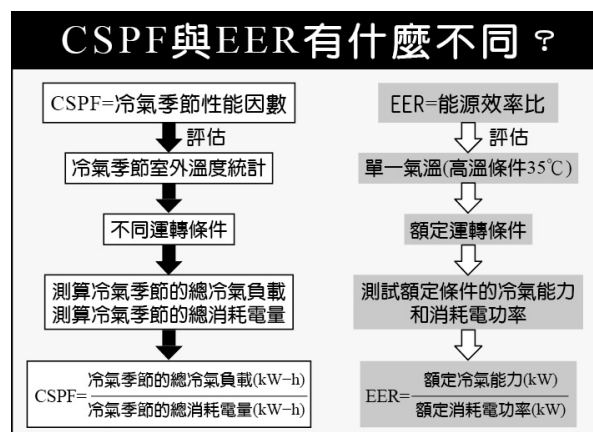 CSPF與EER有什麼不同？
CSPF=冷氣季節性能因數
評估
冷氣季節室外溫度統計
不同運轉條件
測算冷氣季節的總冷氣負載
測算冷氣季節的總消耗電量
CSPF=冷氣季節的總冷氣負載(kW-h)
冷氣季節的總消耗電量(kW-h)
EER=能源效率比
評估
單一氣溫(高溫條件35℃)
額定運轉條件
測試額定條件的冷氣能力
和消耗電功率
EER=額定冷氣能力(kW)
額定消耗電功率(kW)